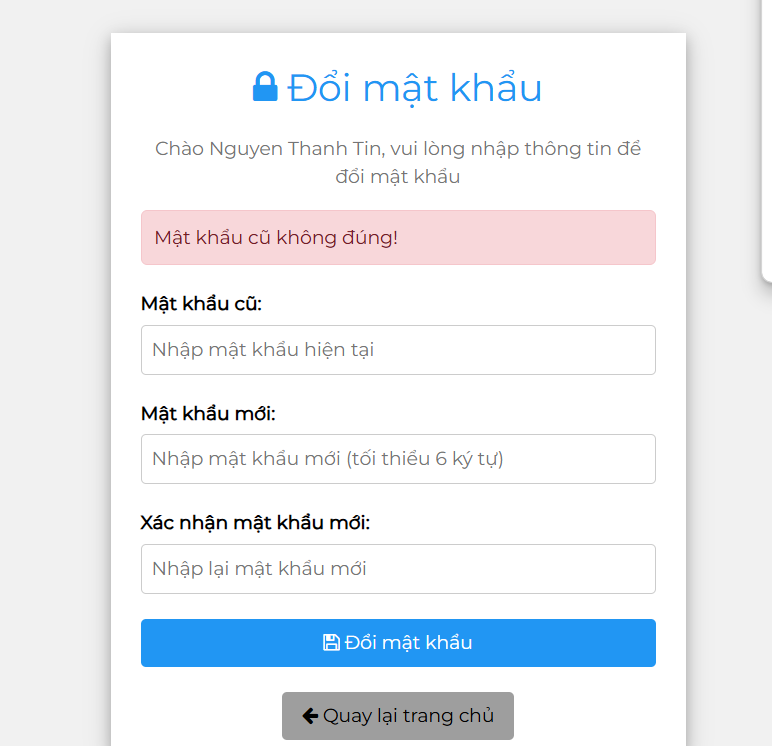 Đổi mật khẩu
Chào Nguyen Thanh Tin, vui lòng nhập thông tin để
đổi mật khẩu
Mật khẩu cũ không đúng!
Mật khẩu cũ:
Nhập mật khẩu hiện tại
Mật khẩu mới:
Nhập mật khẩu mới (tối thiểu 6 ký tự)
Xác nhận mật khẩu mới:
Nhập lại mật khẩu mới
Đổi mật khẩu
Quay lại trang chủ